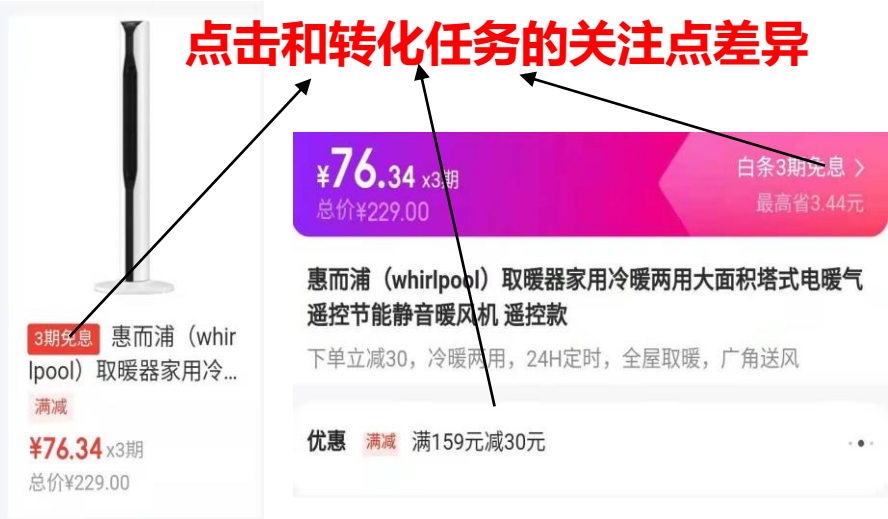 点击和转化任务的关注点差异
3期免息 惠而浦（whir
lpool）取暖器家用冷...
满减
¥76.34 x3期
总价¥229.00
¥76.34 x3期
总价¥229.00
白条3期免息 >
最高省3.44元
惠而浦（whirlpool）取暖器家用冷暖两用大面积塔式电暖气
遥控节能静音暖风机 遥控款
下单立减30，冷暖两用，24H定时，全屋取暖，广角送风
优惠 满减 满159元减30元